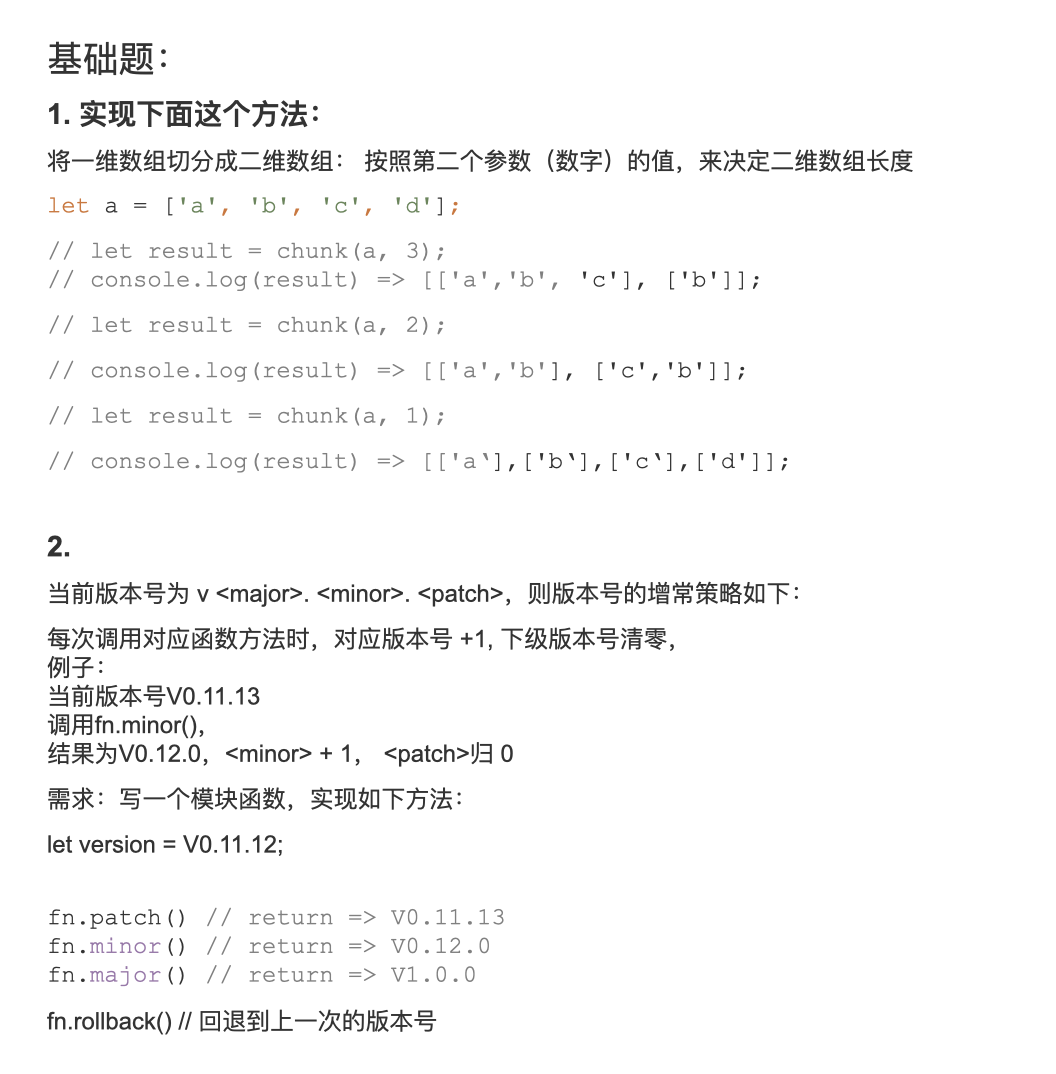 基础题：
1. 实现下面这个方法：
将一维数组切分成二维数组： 按照第二个参数（数字）的值，来决定二维数组长度
let a = ['a', 'b', 'c', 'd'];
// let result = chunk(a, 3);
// console.log(result) => [['a','b', 'c'], ['b']];
// let result = chunk(a, 2);
// console.log(result) => [['a','b'], ['c','b']];
// let result = chunk(a, 1);
// console.log(result) => [['a‘],['b‘],['c‘],['d']];
2.
当前版本号为 v <major>. <minor>. <patch>，则版本号的增常策略如下：
每次调用对应函数方法时，对应版本号 +1, 下级版本号清零，
例子：
当前版本号V0.11.13
调用fn.minor(),
结果为V0.12.0，<minor> + 1， <patch>归 0
需求：写一个模块函数，实现如下方法：
let version = V0.11.12;
fn.patch() // return => V0.11.13
fn.minor() // return => V0.12.0
fn.major() // return => V1.0.0
fn.rollback() // 回退到上一次的版本号